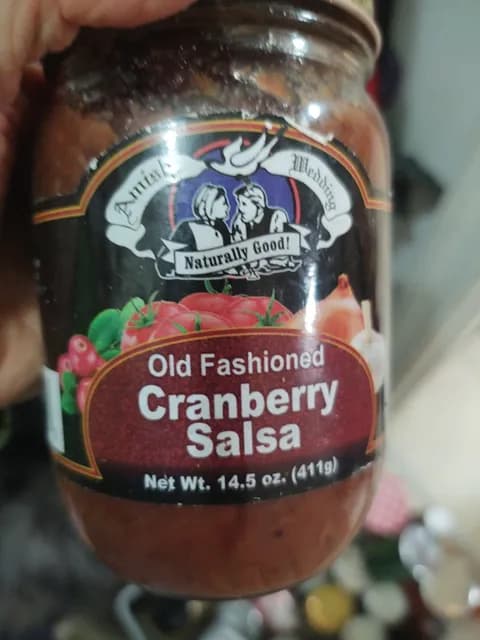 Amish Wedding
Naturally Good!
Old Fashioned
Cranberry
Salsa
Net Wt. 14.5 oz. (411g)